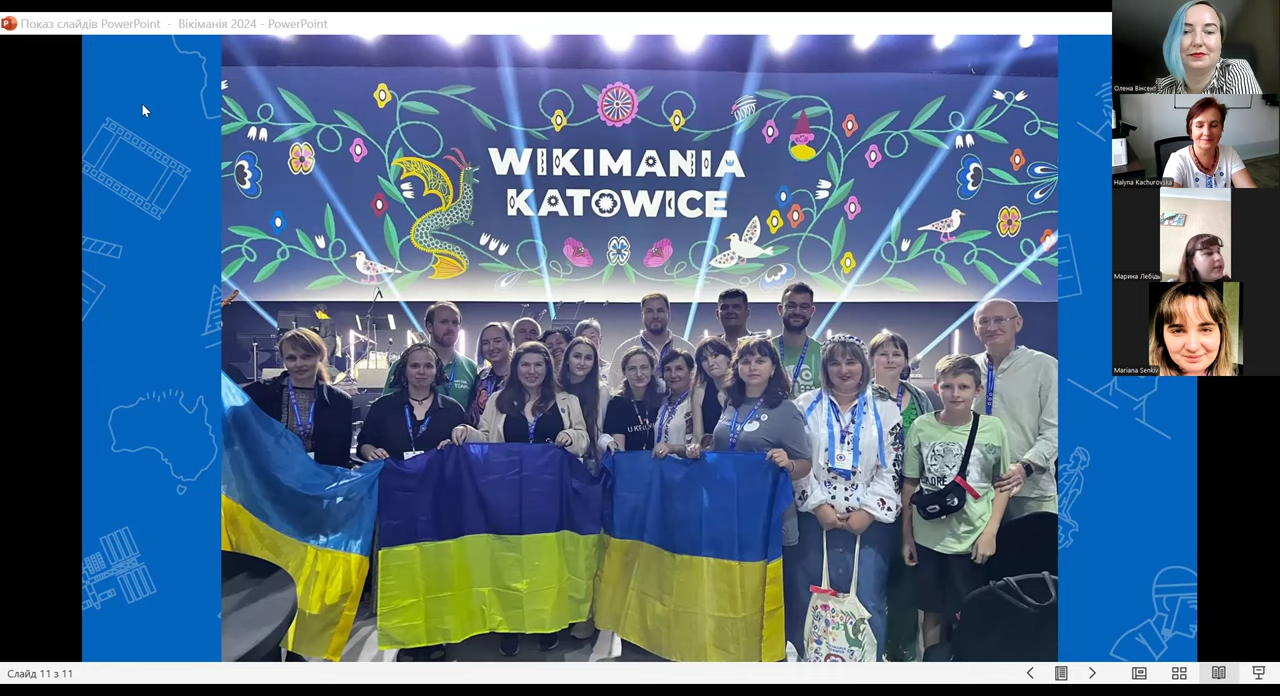 Показ слайдів PowerPoint - Вікіманія 2024 - PowerPoint
WIKIMANIA
KATOWICE
Олена Вінсент
Halyna Kachurovska
Марина Лебідь
Mariana Senkiv
Слайд 11 з 11